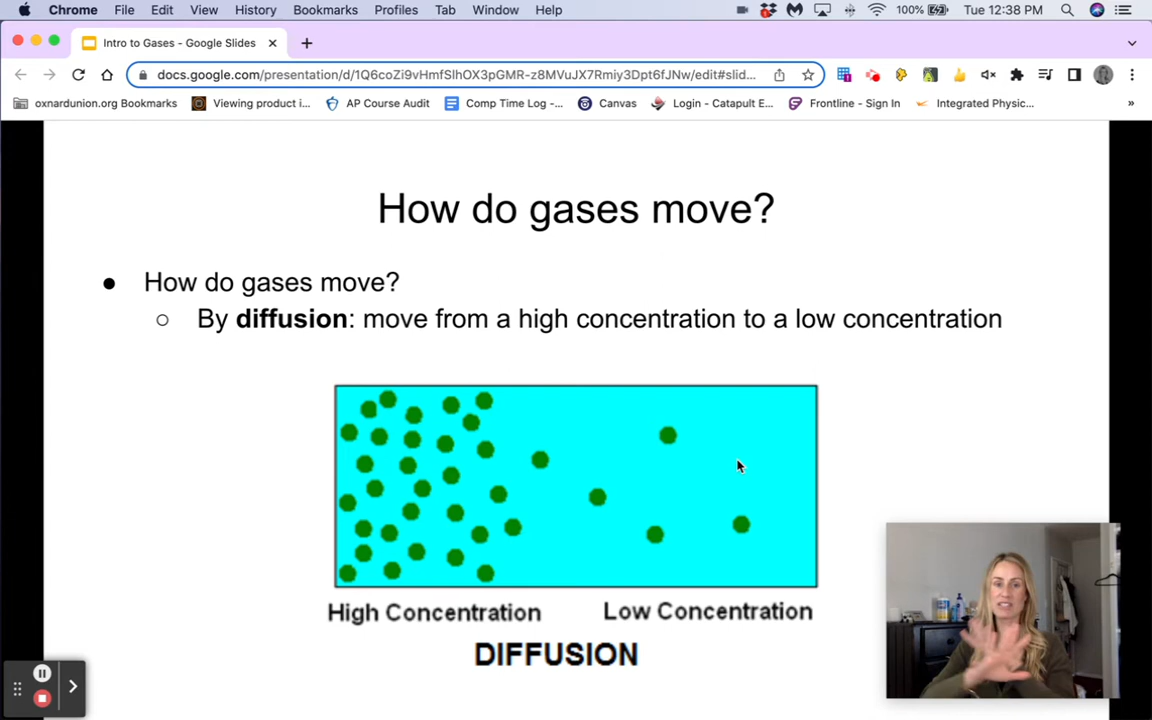 Chrome File Edit View History Bookmarks Profiles Tab Window Help 100% Tue 12:38 PM
Intro to Gases - Google Slides
docs.google.com/presentation/d/1Q6coZi9vHmfSlhOX3pGMR-z8MVuJX7Rmiy3Dpt6fJNw/edit#slid...
oxnardunion.org Bookmarks Viewing product i... AP Course Audit Comp Time Log -... Canvas Login - Catapult E... Frontline - Sign In Integrated Physic... »
How do gases move?
● How do gases move?
○ By diffusion: move from a high concentration to a low concentration
High Concentration Low Concentration
DIFFUSION